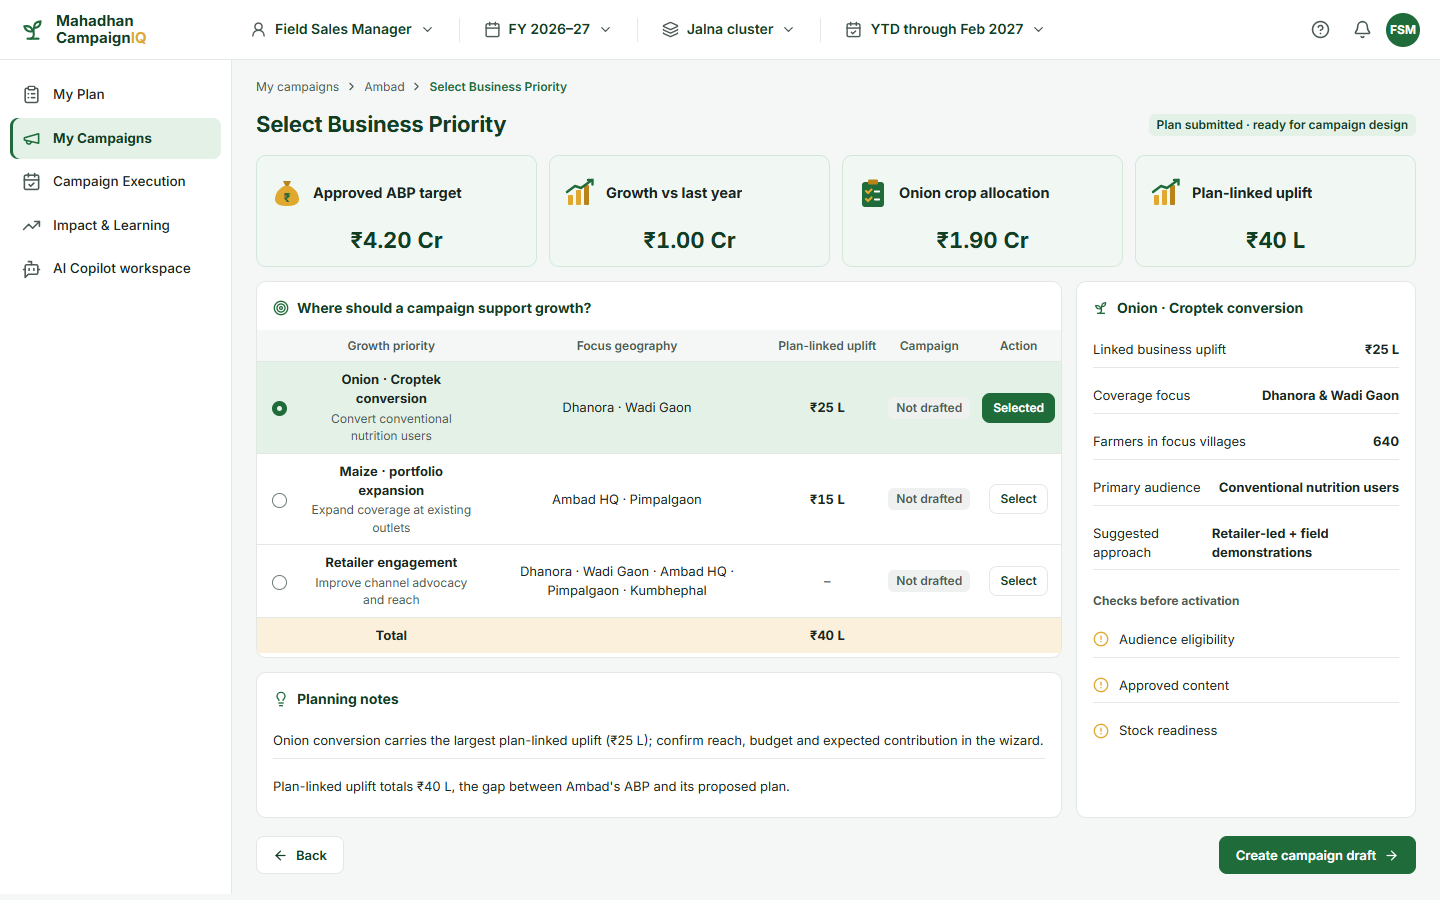 Mahadhan
CampaignIQ
Field Sales Manager
FY 2026–27
Jalna cluster
YTD through Feb 2027
FSM
My Plan
My Campaigns
Campaign Execution
Impact & Learning
AI Copilot workspace
My campaigns > Ambad > Select Business Priority
Select Business Priority
Plan submitted · ready for campaign design
Approved ABP target
₹4.20 Cr
Growth vs last year
₹1.00 Cr
Onion crop allocation
₹1.90 Cr
Plan-linked uplift
₹40 L
Where should a campaign support growth?
Growth priority Focus geography Plan-linked uplift Campaign Action
Onion · Croptek
conversion
Convert conventional
nutrition users
Dhanora · Wadi Gaon
₹25 L
Not drafted
Selected
Maize · portfolio
expansion
Expand coverage at existing
outlets
Ambad HQ · Pimpalgaon
₹15 L
Not drafted
Select
Retailer engagement
Improve channel advocacy
and reach
Dhanora · Wadi Gaon · Ambad HQ ·
Pimpalgaon · Kumbhephal
–
Not drafted
Select
Total ₹40 L
Planning notes
Onion conversion carries the largest plan-linked uplift (₹25 L); confirm reach, budget and expected contribution in the wizard.
Plan-linked uplift totals ₹40 L, the gap between Ambad's ABP and its proposed plan.
Onion · Croptek conversion
Linked business uplift ₹25 L
Coverage focus Dhanora & Wadi Gaon
Farmers in focus villages 640
Primary audience Conventional nutrition users
Suggested
approach
Retailer-led + field
demonstrations
Checks before activation
Audience eligibility
Approved content
Stock readiness
Back
Create campaign draft